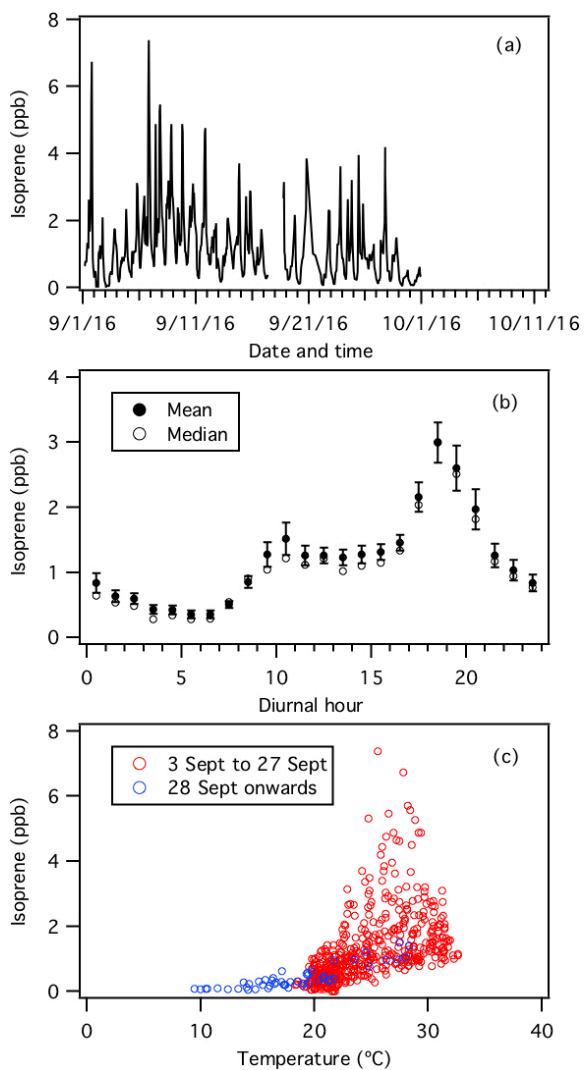 8
(a)
6
4
2
0
Isoprene (ppb)
9/1/16 9/11/16 9/21/16 10/1/16 10/11/16
Date and time
4
(b)
Mean
Median
3
2
1
0
Isoprene (ppb)
0 5 10 15 20
Diurnal hour
8
(c)
3 Sept to 27 Sept
28 Sept onwards
6
4
2
0
Isoprene (ppb)
0 10 20 30 40
Temperature (ºC)